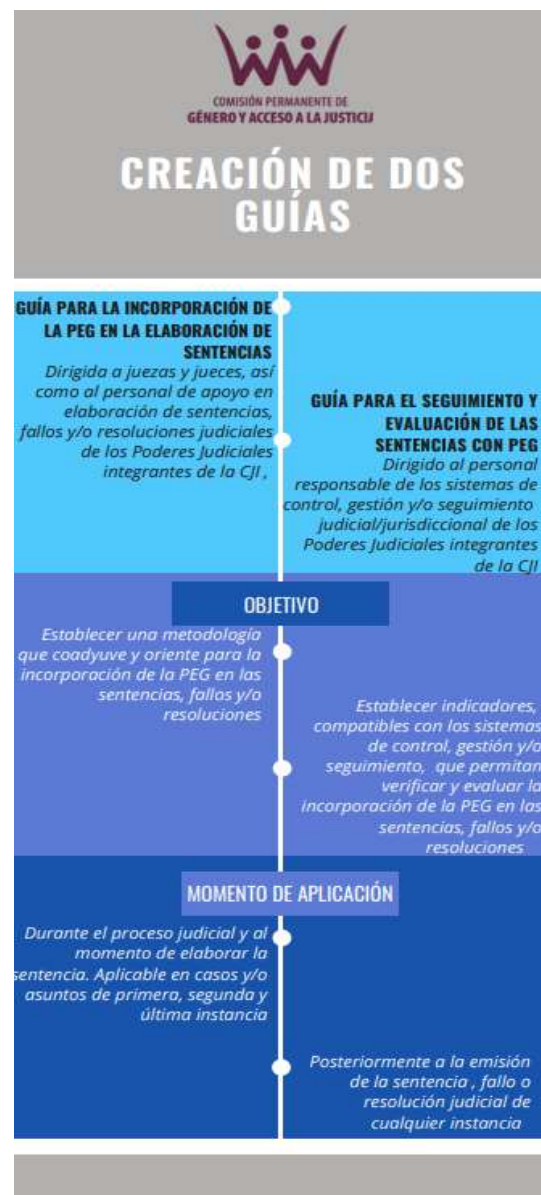 COMISIÓN PERMANENTE DE
GÉNERO Y ACCESO A LA JUSTICIA
CREACIÓN DE DOS
GUÍAS
GUÍA PARA LA INCORPORACIÓN DE
LA PEG EN LA ELABORACIÓN DE
SENTENCIAS
Dirigida a juezas y jueces, así
como al personal de apoyo en
elaboración de sentencias,
fallos y/o resoluciones judiciales
de los Poderes Judiciales
integrantes de la CJI ,
GUÍA PARA EL SEGUIMIENTO Y
EVALUACIÓN DE LAS
SENTENCIAS CON PEG
Dirigido al personal
responsable de los sistemas de
control, gestión y/o seguimiento
judicial/jurisdiccional de los
Poderes Judiciales integrantes
de la CJI
OBJETIVO
Establecer una metodología
que coadyuve y oriente para la
incorporación de la PEG en las
sentencias, fallos y/o
resoluciones
Establecer indicadores,
compatibles con los sistemas
de control, gestión y/o
seguimiento, que permitan
verificar y evaluar la
incorporación de la PEG en las
sentencias, fallos y/o
resoluciones
MOMENTO DE APLICACIÓN
Durante el proceso judicial y al
momento de elaborar la
sentencia. Aplicable en casos y/o
asuntos de primera, segunda y
última instancia
Posteriormente a la emisión
de la sentencia , fallo o
resolución judicial de
cualquier instancia